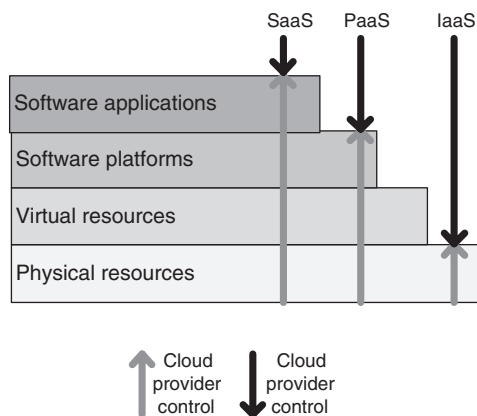 SaaS PaaS IaaS
Software applications
Software platforms
Virtual resources
Physical resources
Cloud
provider
control
Cloud
provider
control